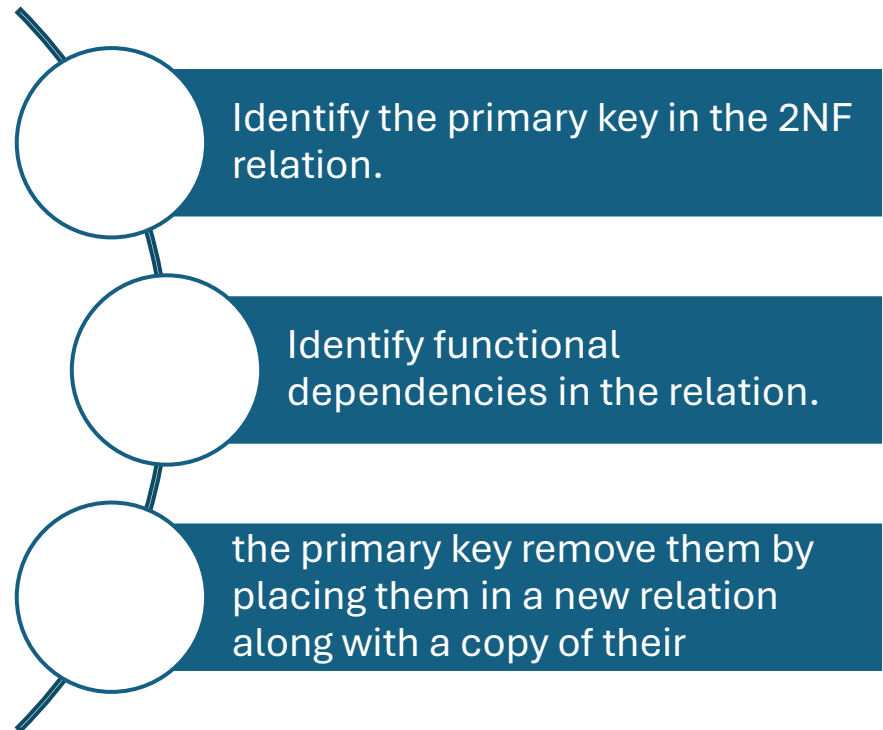 Identify the primary key in the 2NF
relation.
Identify functional
dependencies in the relation.
the primary key remove them by
placing them in a new relation
along with a copy of their